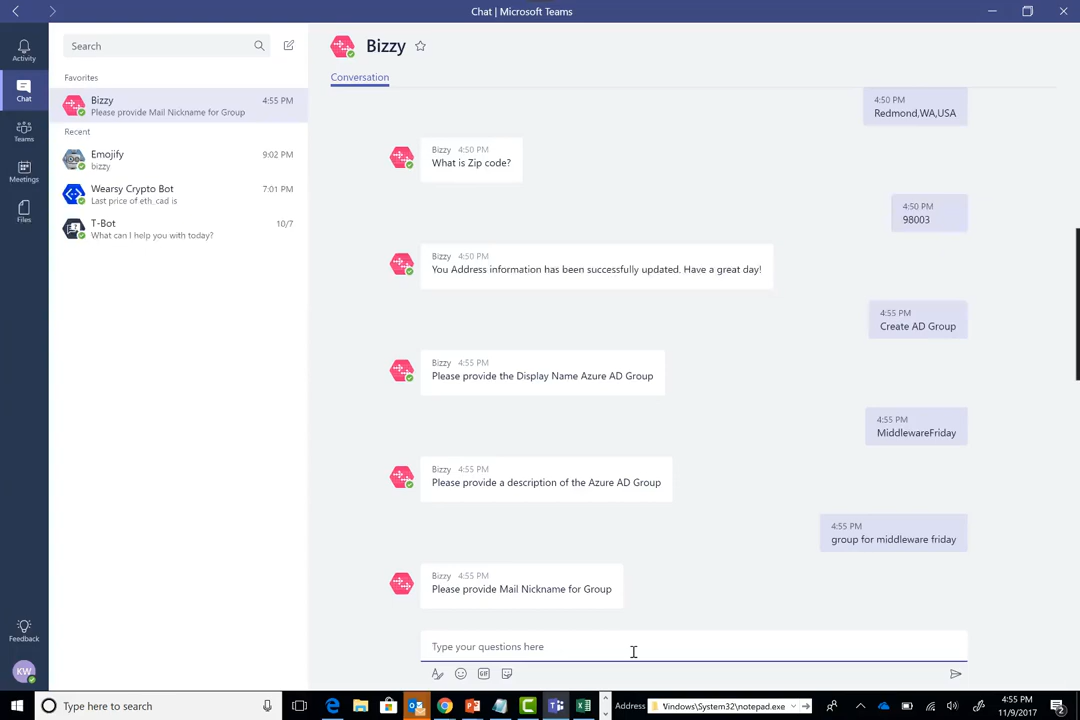 Chat | Microsoft Teams
Search
Bizzy
Favorites
Conversation
Activity
Chat
Teams
Meetings
Files
Feedback
KW
Bizzy 4:55 PM
Please provide Mail Nickname for Group
Recent
Emojify 9:02 PM
bizzy
Wearsy Crypto Bot 7:01 PM
Last price of eth_cad is
T-Bot 10/7
What can I help you with today?
4:50 PM
Redmond,WA,USA
Bizzy 4:50 PM
What is Zip code?
4:50 PM
98003
Bizzy 4:50 PM
You Address information has been successfully updated. Have a great day!
4:55 PM
Create AD Group
Bizzy 4:55 PM
Please provide the Display Name Azure AD Group
4:55 PM
MiddlewareFriday
Bizzy 4:55 PM
Please provide a description of the Azure AD Group
4:55 PM
group for middleware friday
Bizzy 4:55 PM
Please provide Mail Nickname for Group
Type your questions here
GIF
Type here to search
Address
Vindows\System32\notepad.exe
4:55 PM
11/9/2017
2